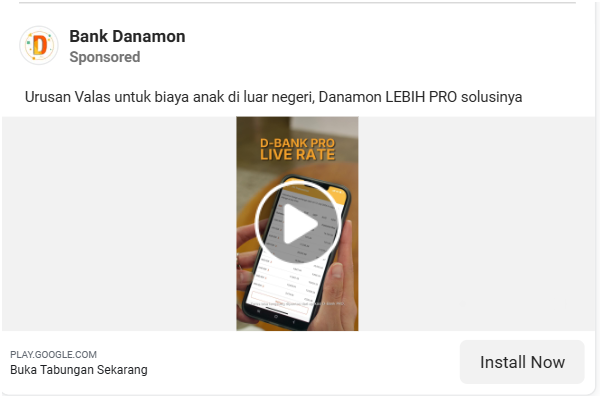 Bank Danamon
Sponsored
Urusan Valas untuk biaya anak di luar negeri, Danamon LEBIH PRO solusinya
D-BANK PRO
LIVE RATE
PLAY.GOOGLE.COM
Buka Tabungan Sekarang
Install Now